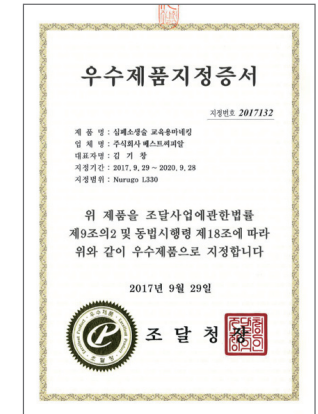 우수제품지정증서
지정번호 2017132
제 품 명 : 심폐소생술 교육용마네킹
업 체 명 : 주식회사 베스트씨피알
대표자명 : 김 기 창
지정기간 : 2017. 9. 29 ~ 2020. 9. 28
지정범위 : Nurugo L330
위 제품을 조달사업에관한법률
제9조의2 및 동법시행령 제18조에 따라
위와 같이 우수제품으로 지정합니다
2017년 9월 29일
조 달 청 장